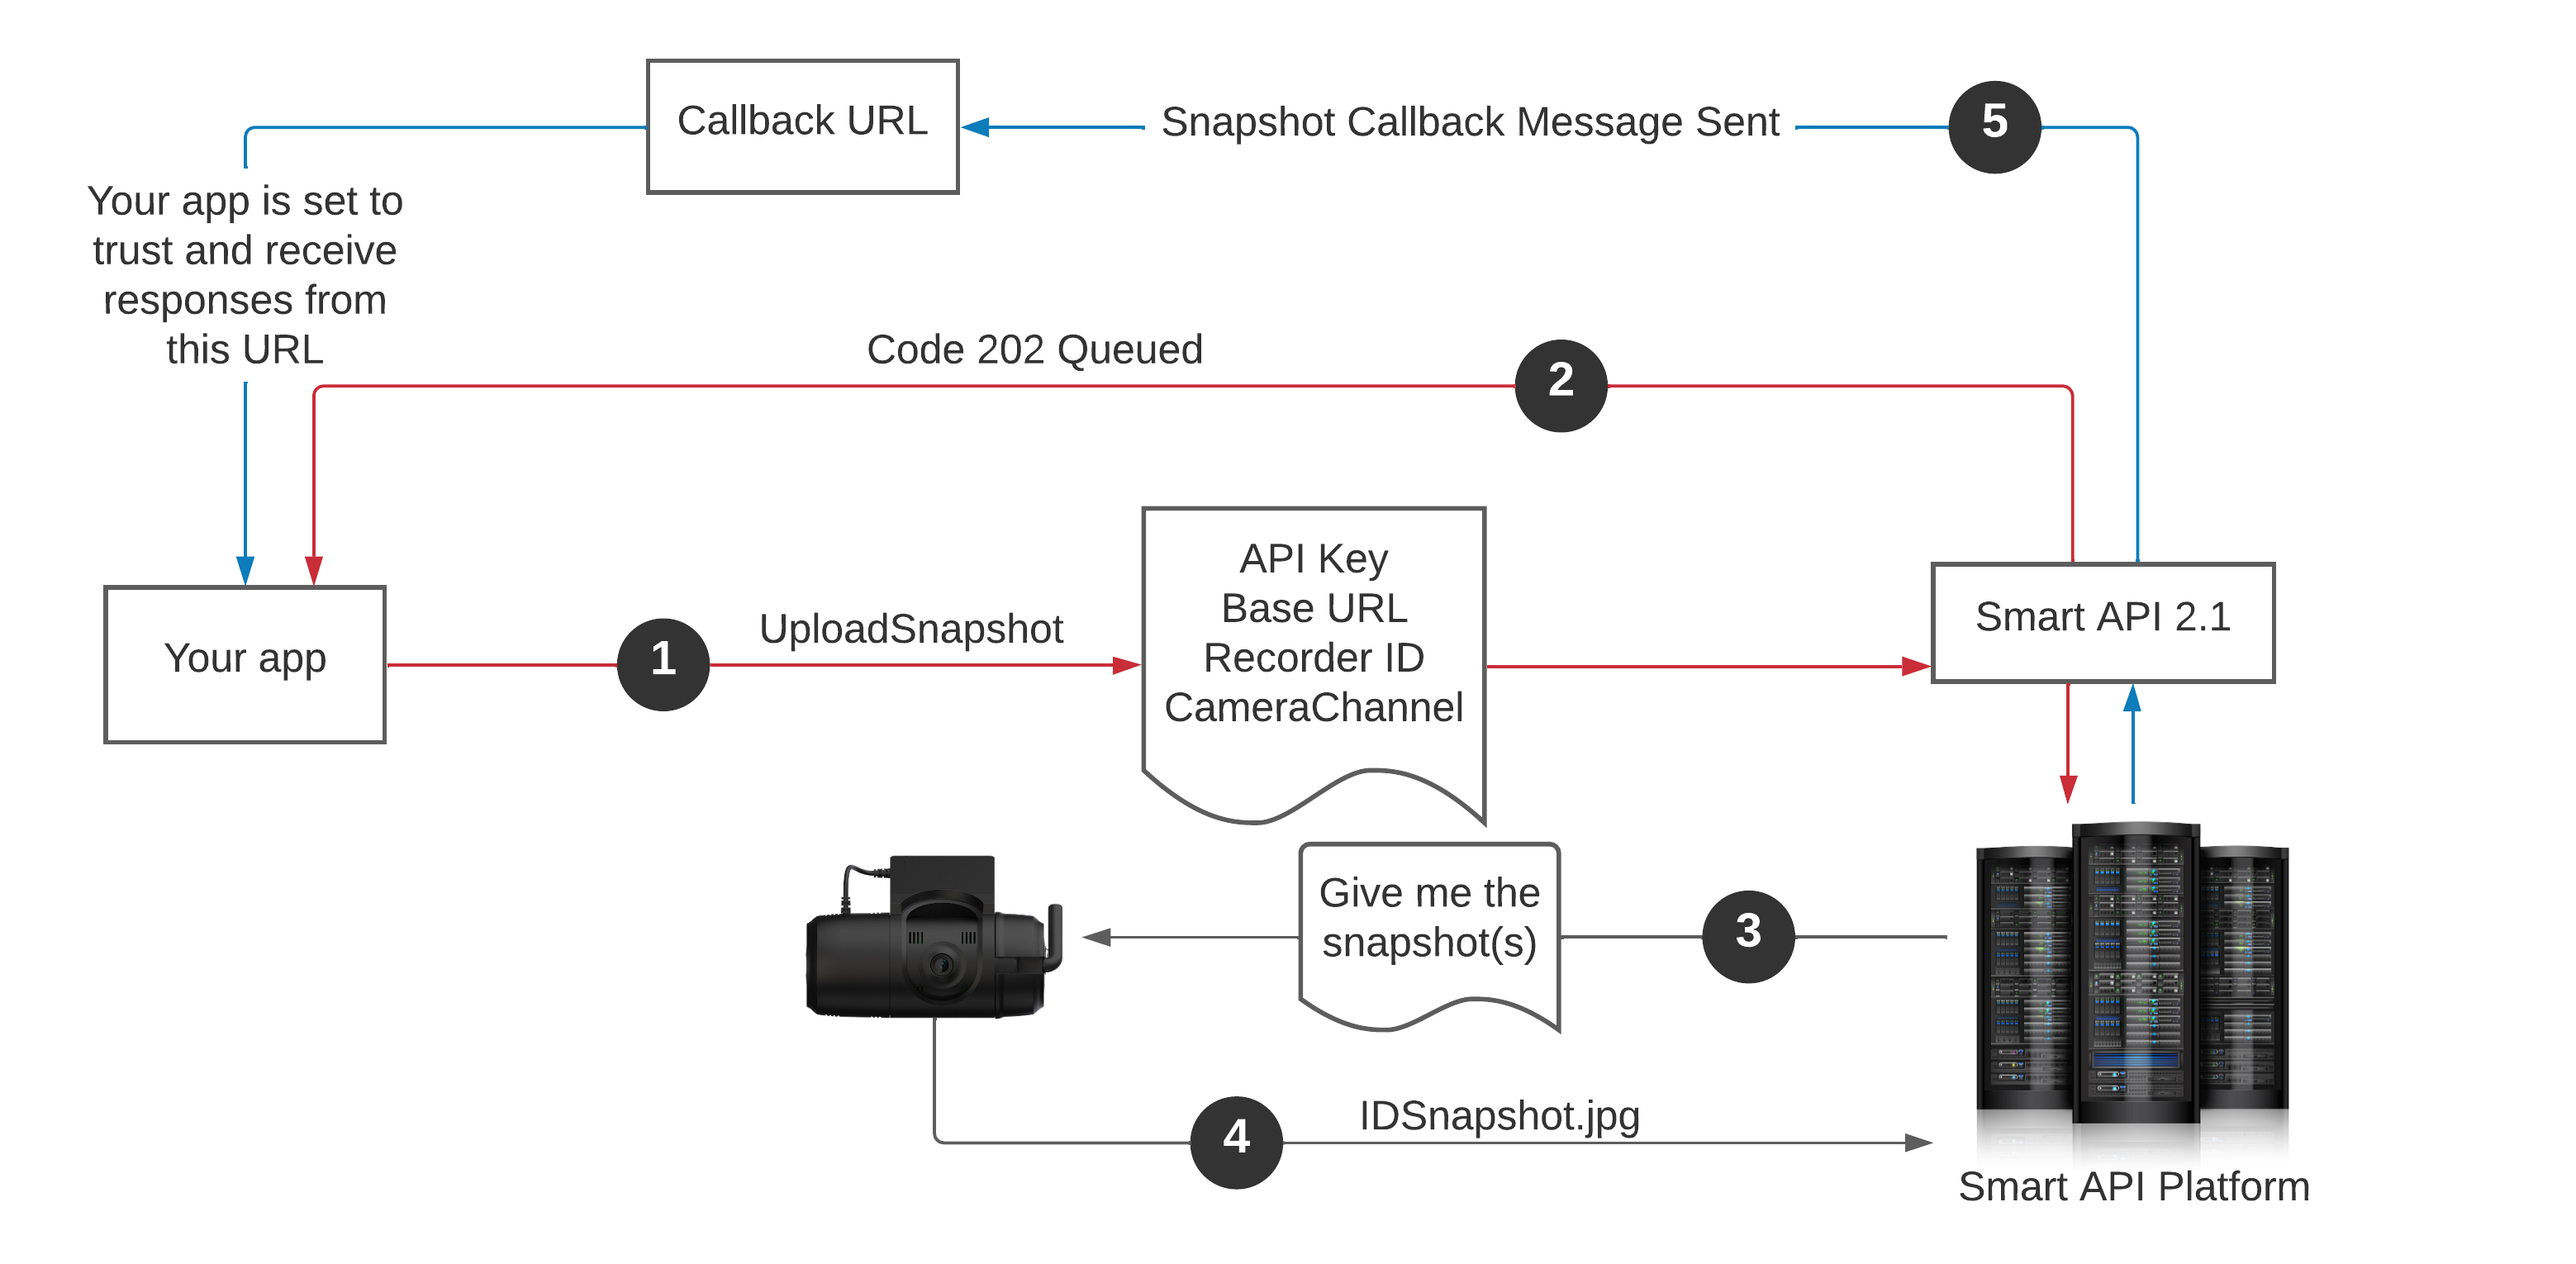 Callback URL
Snapshot Callback Message Sent
5
Your app is set to
trust and receive
responses from
this URL
Code 202 Queued
2
API Key
Base URL
Recorder ID
CameraChannel
Your app
1
UploadSnapshot
Smart API 2.1
Give me the
snapshot(s)
3
4
IDSnapshot.jpg
Smart API Platform